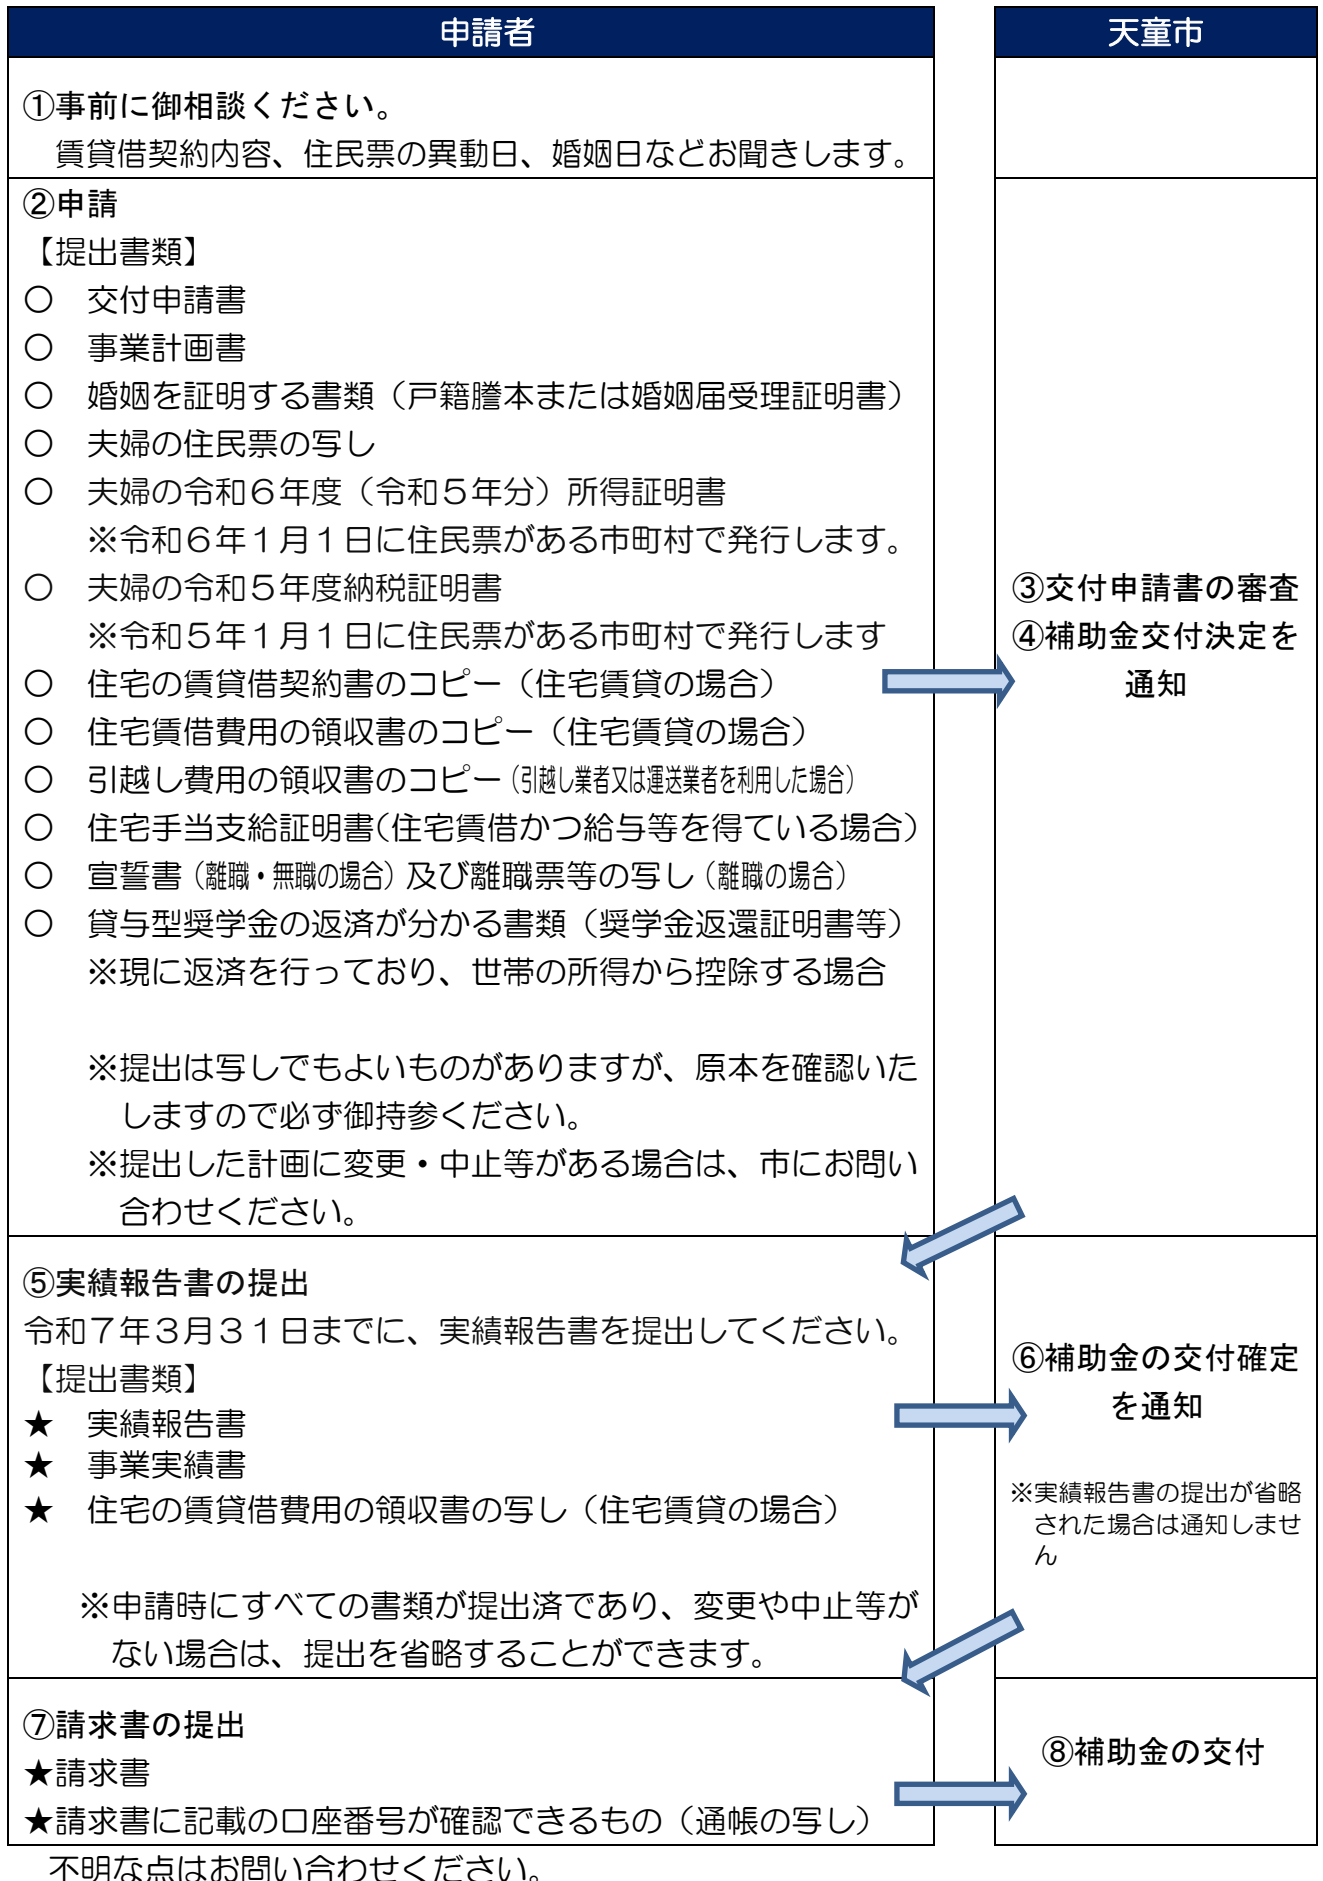 申請者
①事前に御相談ください。
賃貸借契約内容、住民票の異動日、婚姻日などお聞きします。
②申請
【提出書類】
〇　交付申請書
〇　事業計画書
〇　婚姻を証明する書類（戸籍謄本または婚姻届受理証明書）
〇　夫婦の住民票の写し
〇　夫婦の令和６年度（令和５年分）所得証明書
※令和６年１月１日に住民票がある市町村で発行します。
〇　夫婦の令和５年度納税証明書
※令和５年１月１日に住民票がある市町村で発行します
〇　住宅の賃貸借契約書のコピー（住宅賃貸の場合）
〇　住宅賃借費用の領収書のコピー（住宅賃貸の場合）
〇　引越し費用の領収書のコピー（引越し業者又は運送業者を利用した場合）
〇　住宅手当支給証明書（住宅賃借かつ給与等を得ている場合）
〇　宣誓書（離職・無職の場合）及び離職票等の写し（離職の場合）
〇　貸与型奨学金の返済が分かる書類（奨学金返還証明書等）
※現に返済を行っており、世帯の所得から控除する場合
※提出は写しでもよいものがありますが、原本を確認いた
しますので必ず御持参ください。
※提出した計画に変更・中止等がある場合は、市にお問い
合わせください。
⑤実績報告書の提出
令和７年３月３１日までに、実績報告書を提出してください。
【提出書類】
★　実績報告書
★　事業実績書
★　住宅の賃貸借費用の領収書の写し（住宅賃貸の場合）
※申請時にすべての書類が提出済であり、変更や中止等が
ない場合は、提出を省略することができます。
⑦請求書の提出
★請求書
★請求書に記載の口座番号が確認できるもの（通帳の写し）
天童市
③交付申請書の審査
④補助金交付決定を
通知
⑥補助金の交付確定
を通知
※実績報告書の提出が省略
された場合は通知しませ
ん
⑧補助金の交付
不明な点はお問い合わせください。